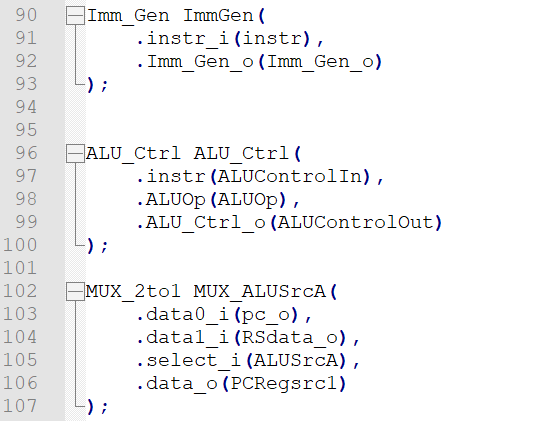 90 Imm_Gen ImmGen(
91     .instr_i(instr),
92     .Imm_Gen_o(Imm_Gen_o)
93 );
94
95
96 ALU_Ctrl ALU_Ctrl(
97     .instr(ALUControlIn),
98     .ALUOp(ALUOp),
99     .ALU_Ctrl_o(ALUControlOut)
100 );
101
102 MUX_2to1 MUX_ALUSrcA(
103     .data0_i(pc_o),
104     .data1_i(RSdata_o),
105     .select_i(ALUSrcA),
106     .data_o(PCRegsrc1)
107 );